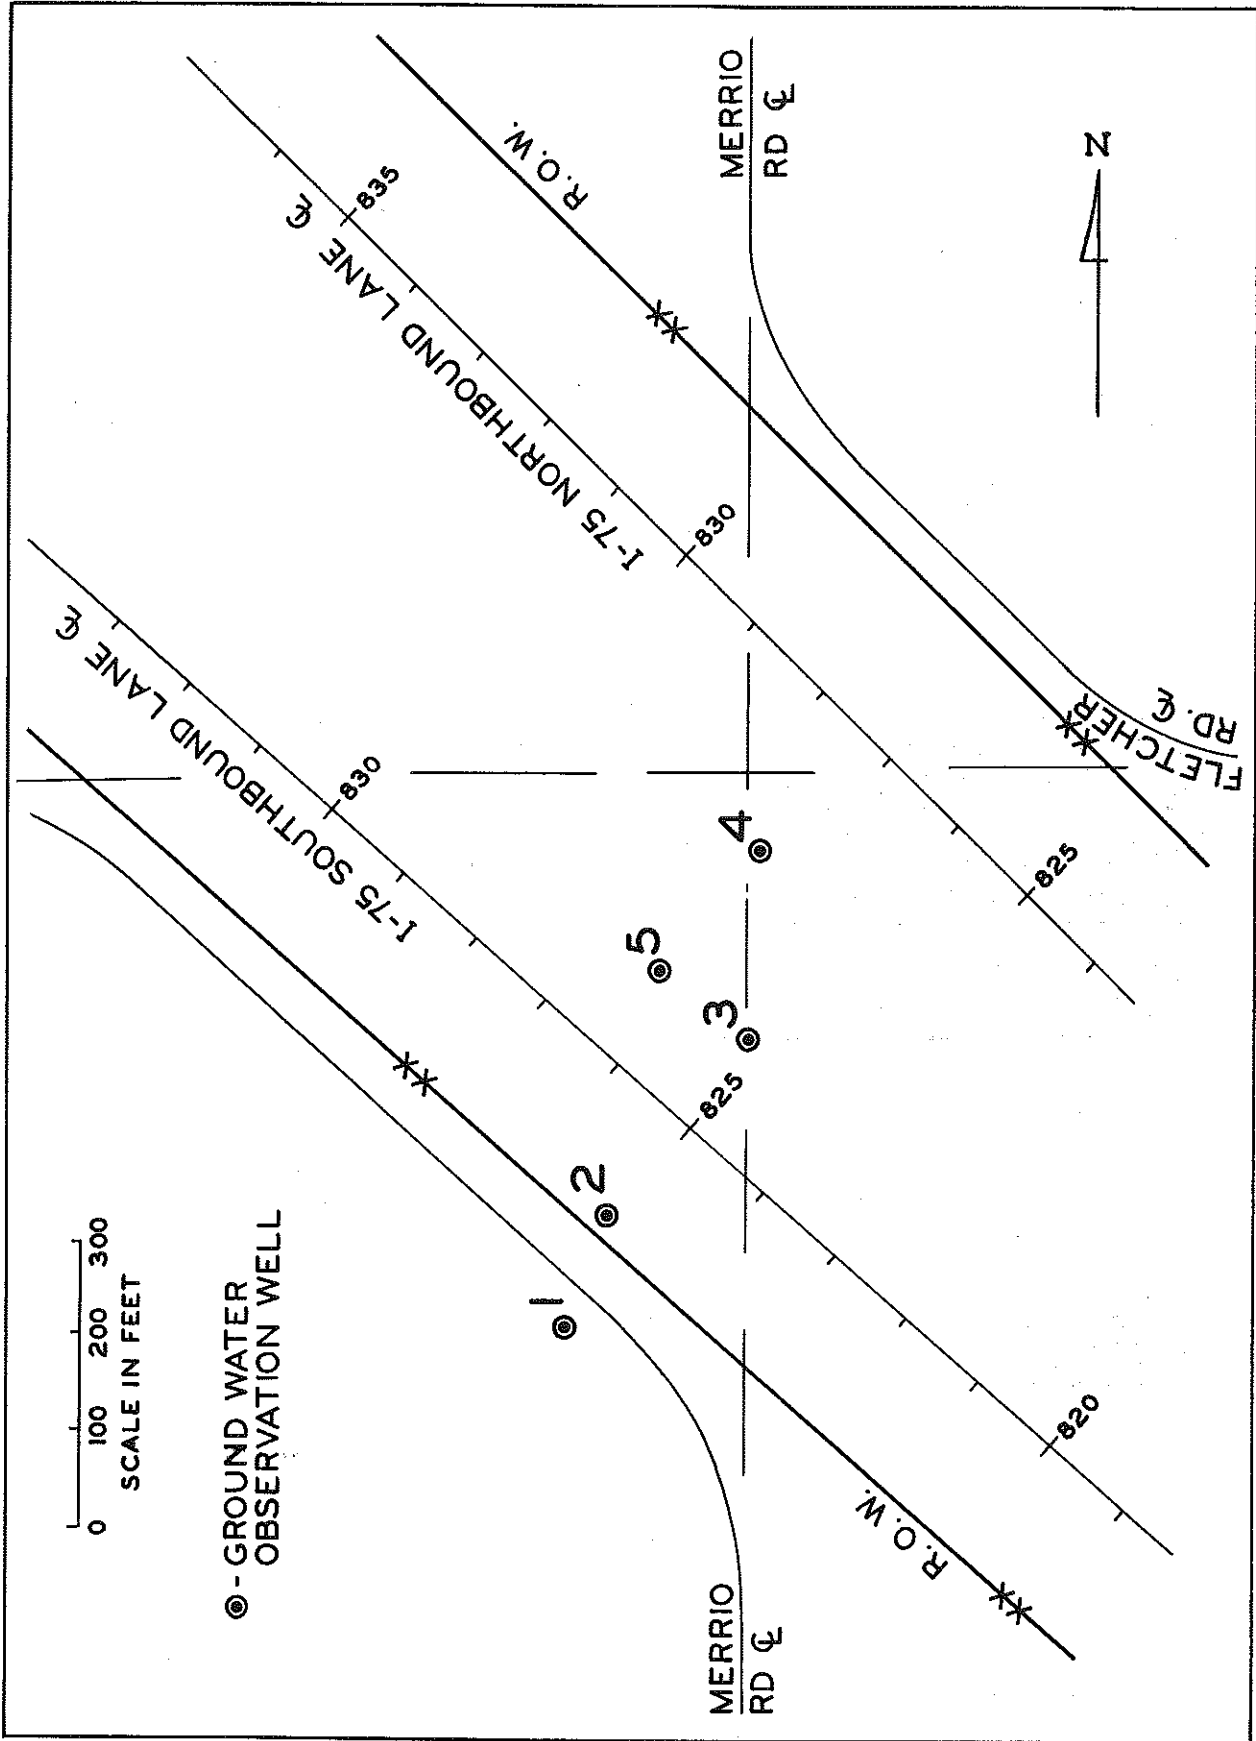 0 100 200 300
SCALE IN FEET
- GROUND WATER
OBSERVATION WELL
MERRIO
RD ℄
R.O.W.
820
825
830
I-75 SOUTHBOUND LANE ℄
1
2
3
4
5
825
830
835
I-75 NORTHBOUND LANE ℄
R.O.W.
MERRIO
RD ℄
FLETCHER
RD. ℄
N